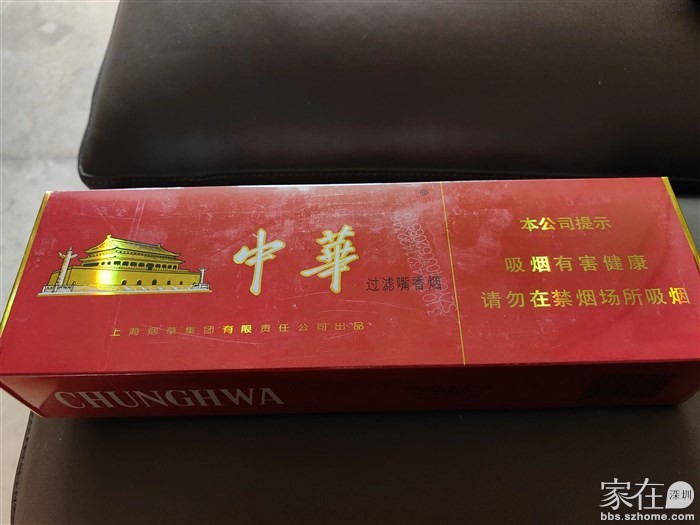 中華
过滤嘴香烟
上海烟草集团有限责任公司出品
本公司提示
吸烟有害健康
请勿在禁烟场所吸烟
CHUNGHWA
家在深圳
bbs.szhome.com